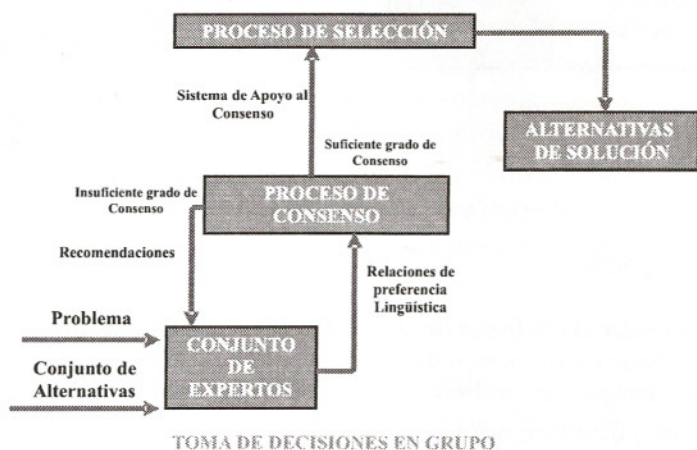 PROCESO DE SELECCIÓN
Sistema de Apoyo al
Consenso
ALTERNATIVAS
DE SOLUCIÓN
Suficiente grado de
Consenso
Insuficiente grado de
Consenso
PROCESO DE
CONSENSO
Recomendaciones
Relaciones de
preferencia
Lingüística
Problema
CONJUNTO
DE
EXPERTOS
Conjunto de
Alternativas
TOMA DE DECISIONES EN GRUPO